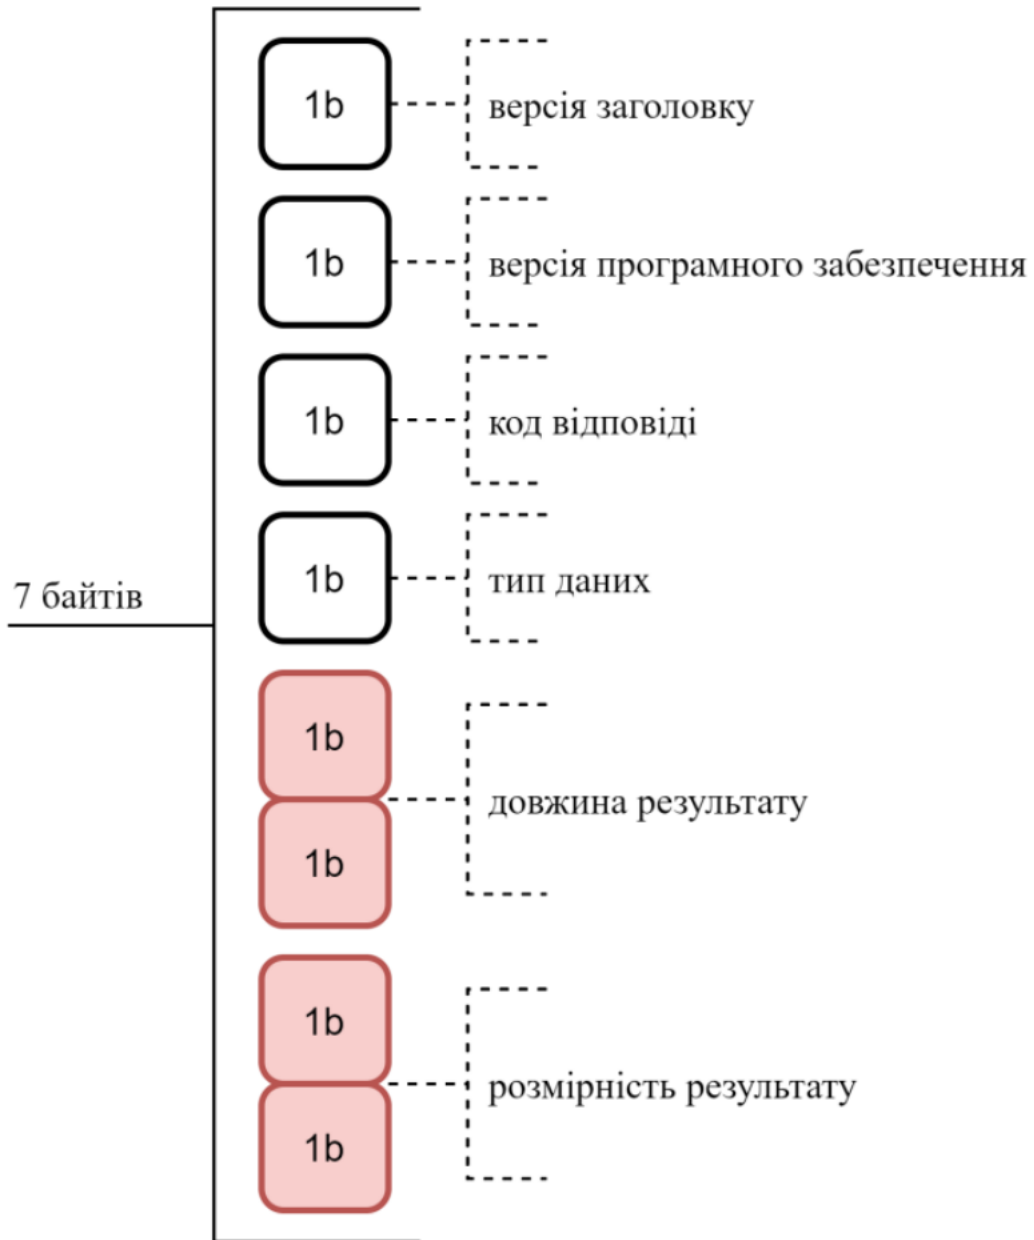 1b
версія заголовку
1b
версія програмного забезпечення
1b
код відповіді
1b
тип даних
7 байтів
1b
довжина результату
1b
1b
розмірність результату
1b